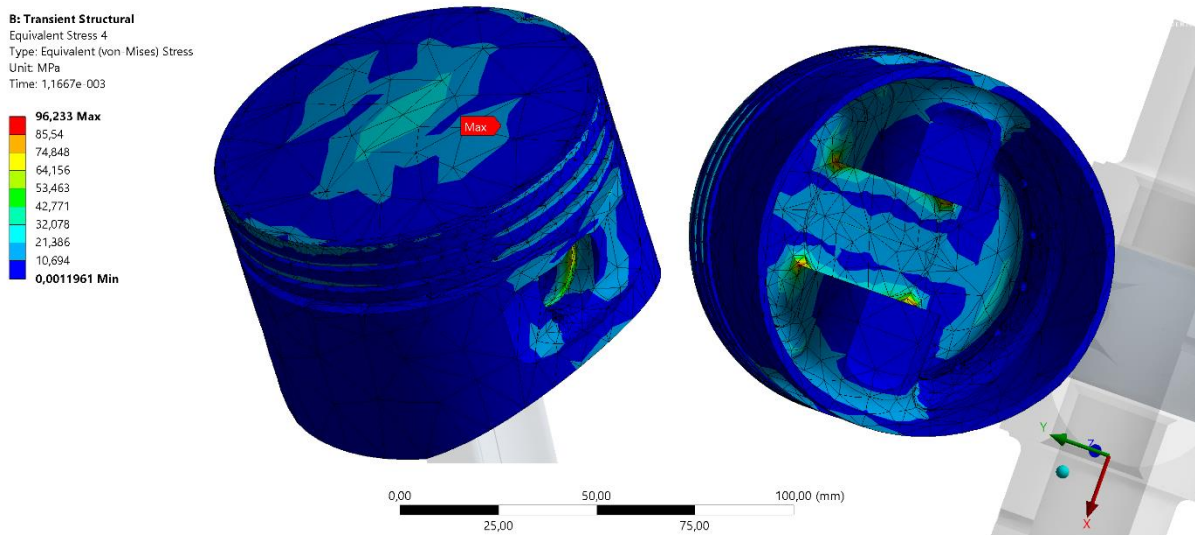 B: Transient Structural
Equivalent Stress 4
Type: Equivalent (von-Mises) Stress
Unit: MPa
Time: 1,1667e-003
96,233 Max
85,54
74,848
64,156
53,463
42,771
32,078
21,386
10,694
0,0011961 Min
Max
0,00 50,00 100,00 (mm)
25,00 75,00
Y
Z
X